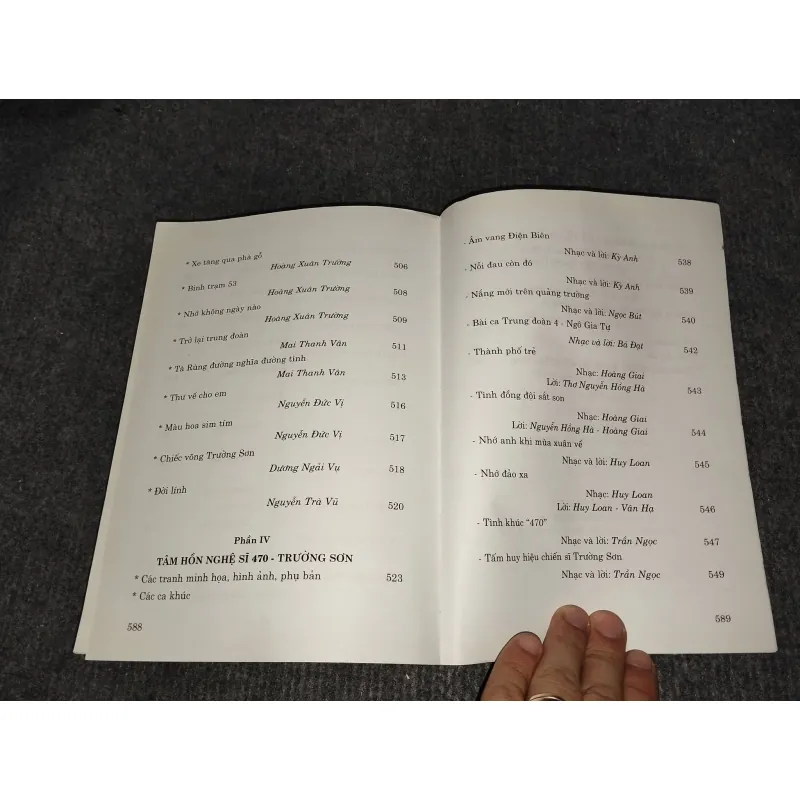 * Xe tăng qua phà gỗ
Hoàng Xuân Trường 506
* Binh trạm 53
Hoàng Xuân Trường 508
* Nhớ không ngày nào
Hoàng Xuân Trường 509
* Trở lại trung đoàn
Mai Thanh Vân 511
* Tà Rùng đường nghĩa đường tình
Mai Thanh Vân 513
* Thư về cho em
Nguyễn Đức Vị 516
* Màu hoa sim tím
Nguyễn Đức Vị 517
* Chiếc võng Trường Sơn
Dương Ngải Vụ 518
* Đời lính
Nguyễn Trà Vũ 520
Phần IV
TÂM HỒN NGHỆ SĨ 470 - TRƯỜNG SƠN
* Các tranh minh họa, hình ảnh, phụ bản 523
* Các ca khúc
588
- Âm vang Điện Biên
Nhạc và lời: Kỳ Anh 538
- Nỗi đau còn đó
Nhạc và lời: Kỳ Anh 539
- Nắng mới trên quảng trường
Nhạc và lời: Ngọc Bút 540
- Bài ca Trung đoàn 4 - Ngô Gia Tự
Nhạc và lời: Bá Đạt 542
- Thành phố trẻ
Nhạc: Hoàng Giai
Lời: Thơ Nguyễn Hồng Hà 543
- Tình đồng đội sắt son
Nhạc: Hoàng Giai
Lời: Nguyễn Hồng Hà - Hoàng Giai 544
- Nhớ anh khi mùa xuân về
Nhạc và lời: Huy Loan 545
- Nhớ đảo xa
Nhạc: Huy Loan
Lời: Huy Loan - Vân Hạ 546
- Tình khúc "470"
Nhạc và lời: Trần Ngọc 547
- Tấm huy hiệu chiến sĩ Trường Sơn
Nhạc và lời: Trần Ngọc 549
589